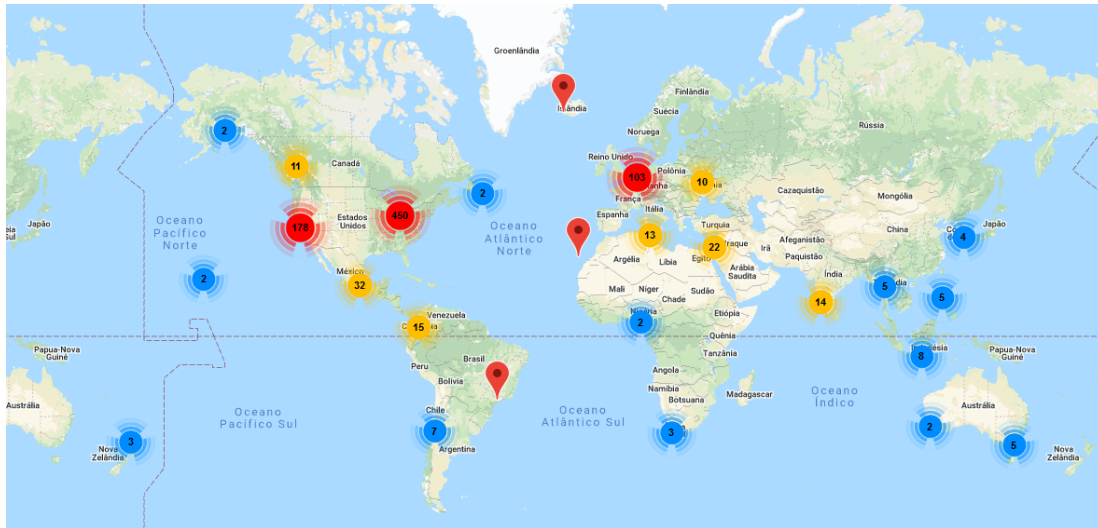 Groenlândia
Islândia
Finlândia
Suécia
Noruega
Rússia
2
11
Canadá
Reino Unido
103
Polônia
10
2
França
Cazaquistão
Mongólia
Oceano
Pacífico
Norte
178
450
Estados
Unidos
Oceano
Atlântico
Norte
Espanha
Itália
13
Turquia
22
Iraque
Irã
Afeganistão
Paquistão
China
4
Japão
Japão
2
México
32
Argélia
Líbia
Egito
Arábia
Saudita
Índia
14
5
5
Mali
Níger
Chade
Sudão
Nigéria
2
Etiópia
Venezuela
15
Quênia
Papua-Nova
Guiné
Peru
Brasil
Bolívia
Tanzânia
Angola
Namíbia
Botsuana
Madagascar
8
Papua-Nova
Guiné
Austrália
Oceano
Pacífico Sul
Chile
7
Argentina
Oceano
Atlântico Sul
3
Oceano
Índico
Austrália
2
5
3
Nova
Zelândia
Nova
Zelândia